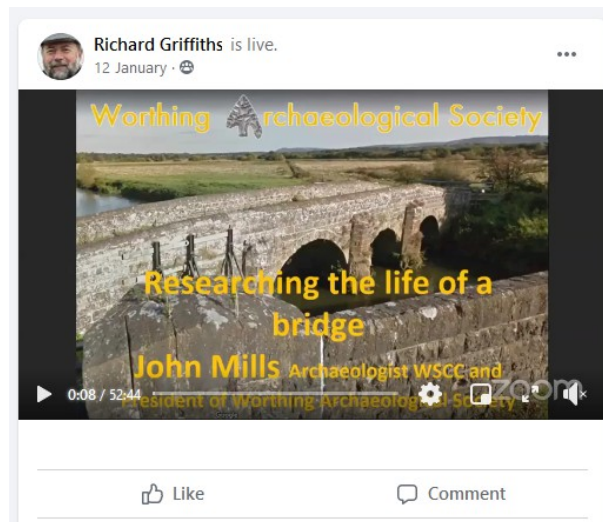 Richard Griffiths is live.
12 January ·
Worthing Archaeological Society
Researching the life of a
bridge
John Mills Archaeologist WSCC and
President of Worthing Archaeological Society
zoom
0:08 / 52:44
Like Comment